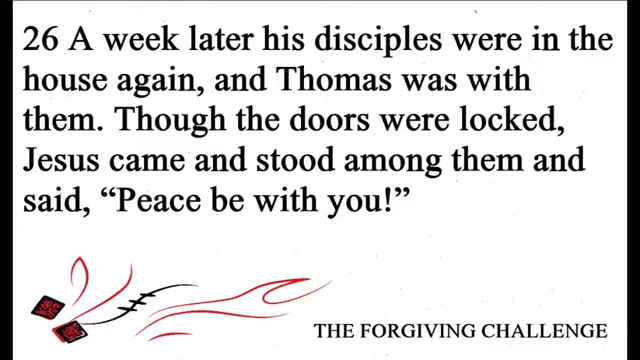 26 A week later his disciples were in the
house again, and Thomas was with
them. Though the doors were locked,
Jesus came and stood among them and
said, “Peace be with you!”
THE FORGIVING CHALLENGE